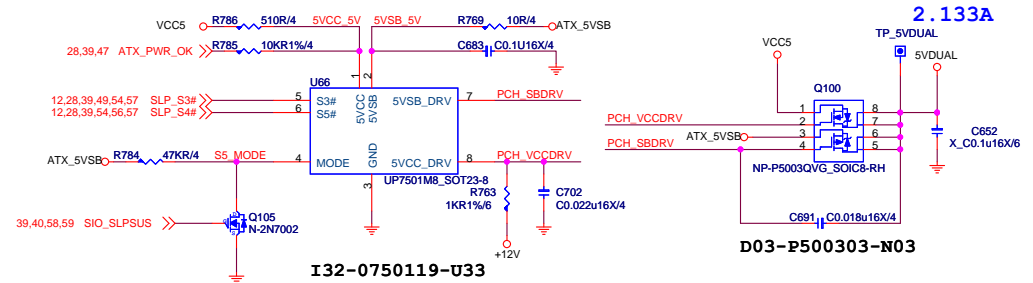 2.133A
VCC5 R786 510R/4 5VCC_5V 5VSB_5V R769 10R/4 ATX_5VSB
TP_5VDUAL
28,39,47 ATX_PWR_OK R785 10KR1%/4 C683 C0.1U16X/4
VCC5 5VDUAL
U66 1 2
Q100
12,28,39,49,54,57 SLP_S3# 5 S3# 5VCC 5VSB 5VSB_DRV 7 PCH_SBDRV
12,28,39,54,56,57 SLP_S4# 6 S5#
1 8
PCH_VCCDRV 2 7
ATX_5VSB 3 6
PCH_SBDRV 4 5
C652
X_C0.1u16X/6
ATX_5VSB R784 47KR/4 S5_MODE 4 MODE GND 5VCC_DRV 8 PCH_VCCDRV
NP-P5003QVG_SOIC8-RH
3 UP7501M8_SOT23-8
R763 C702
1KR1%/6 C0.022u16X/4
39,40,58,59 SIO_SLPSUS Q105
N-2N7002
C691 C0.018u16X/4
+12V
D03-P500303-N03
I32-0750119-U33